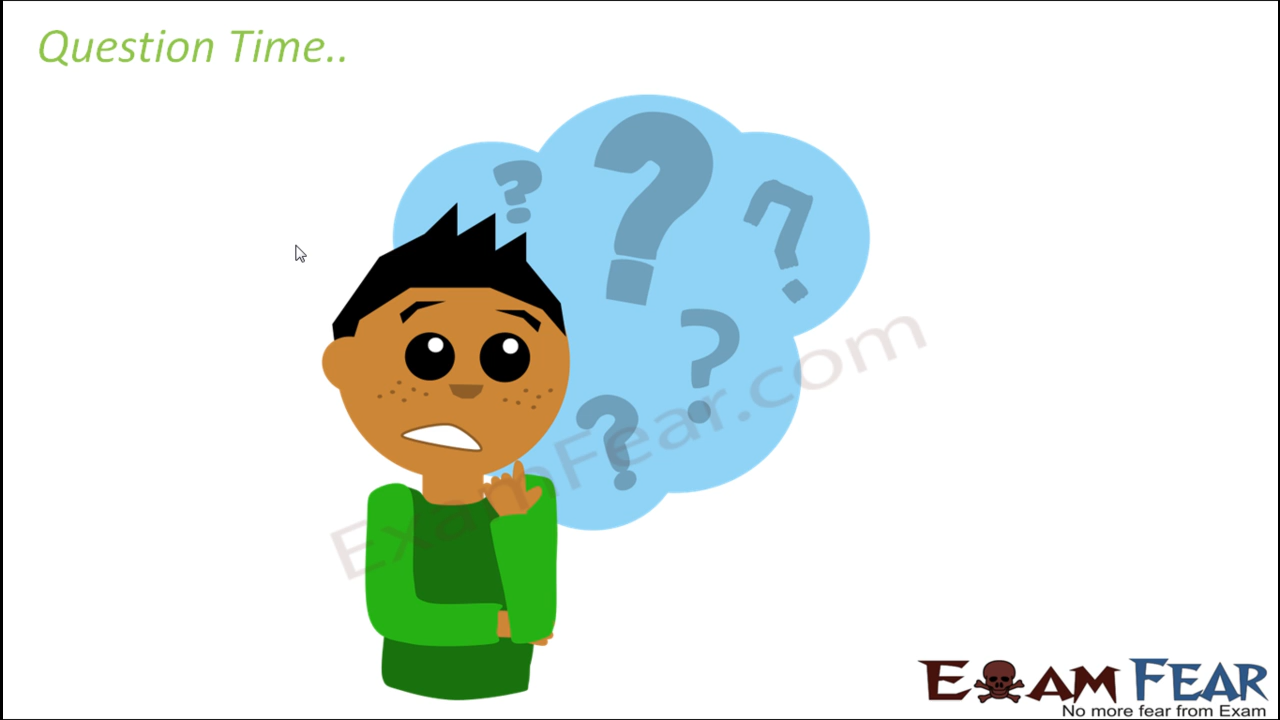 Question Time..
? ? ?
?
?
ExamFear.com
EXAM FEAR
No more fear from Exam